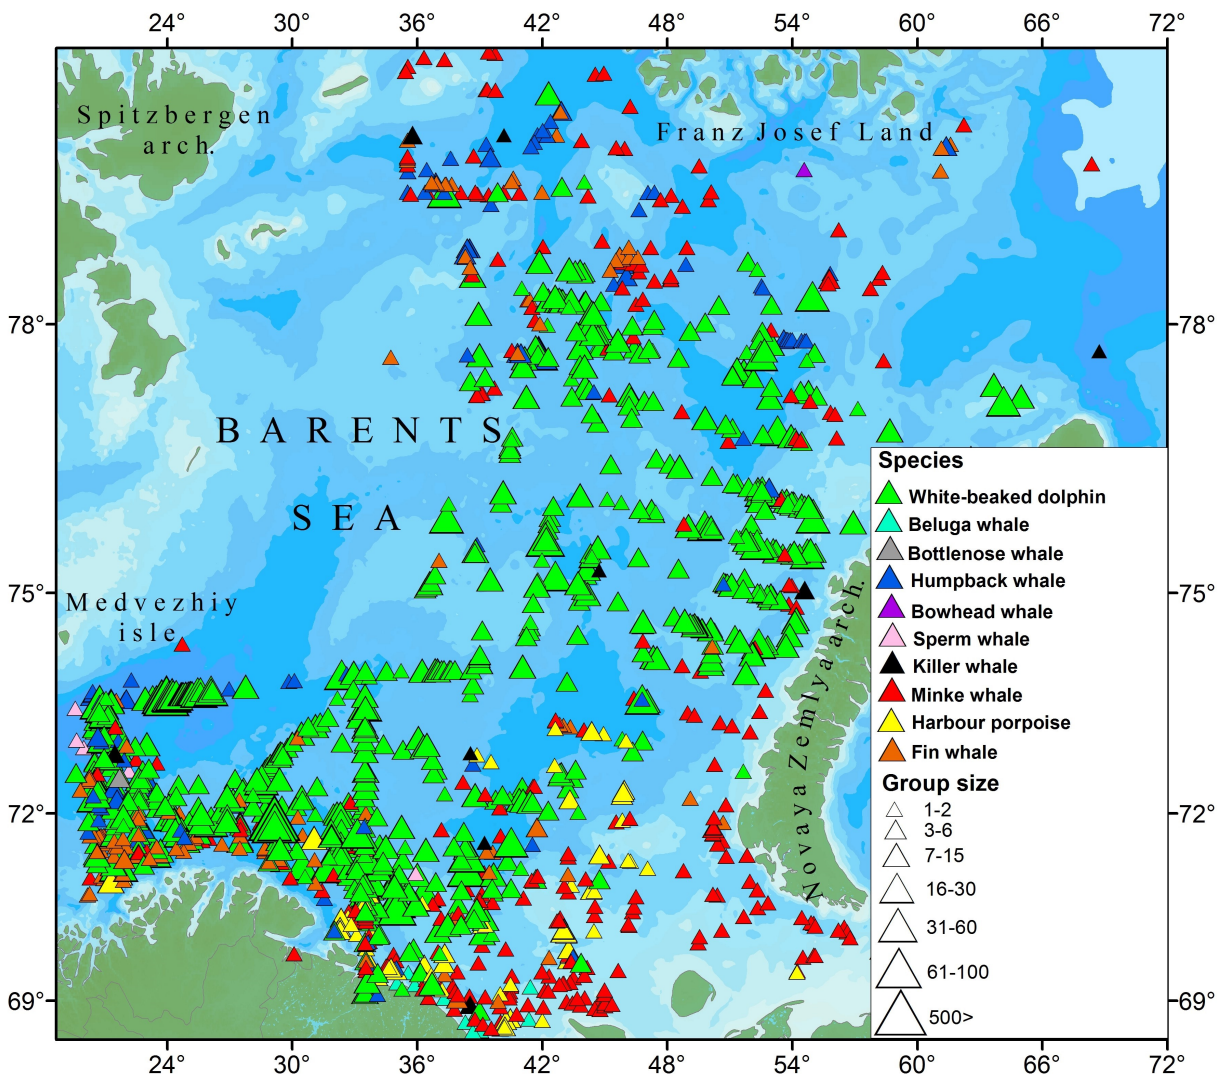 24° 30° 36° 42° 48° 54° 60° 66° 72°
Spitzbergen
arch.
Franz Josef Land
78° 78°
BARENTS
SEA
Species
White-beaked dolphin
Beluga whale
Bottlenose whale
Humpback whale
Bowhead whale
Sperm whale
Killer whale
Minke whale
Harbour porpoise
Fin whale
Group size
1-2
3-6
7-15
16-30
31-60
61-100
500>
75° 75°
Medvezhiy
isle
Novaya Zemlya arch.
72° 72°
69° 69°
24° 30° 36° 42° 48° 54° 60° 66° 72°